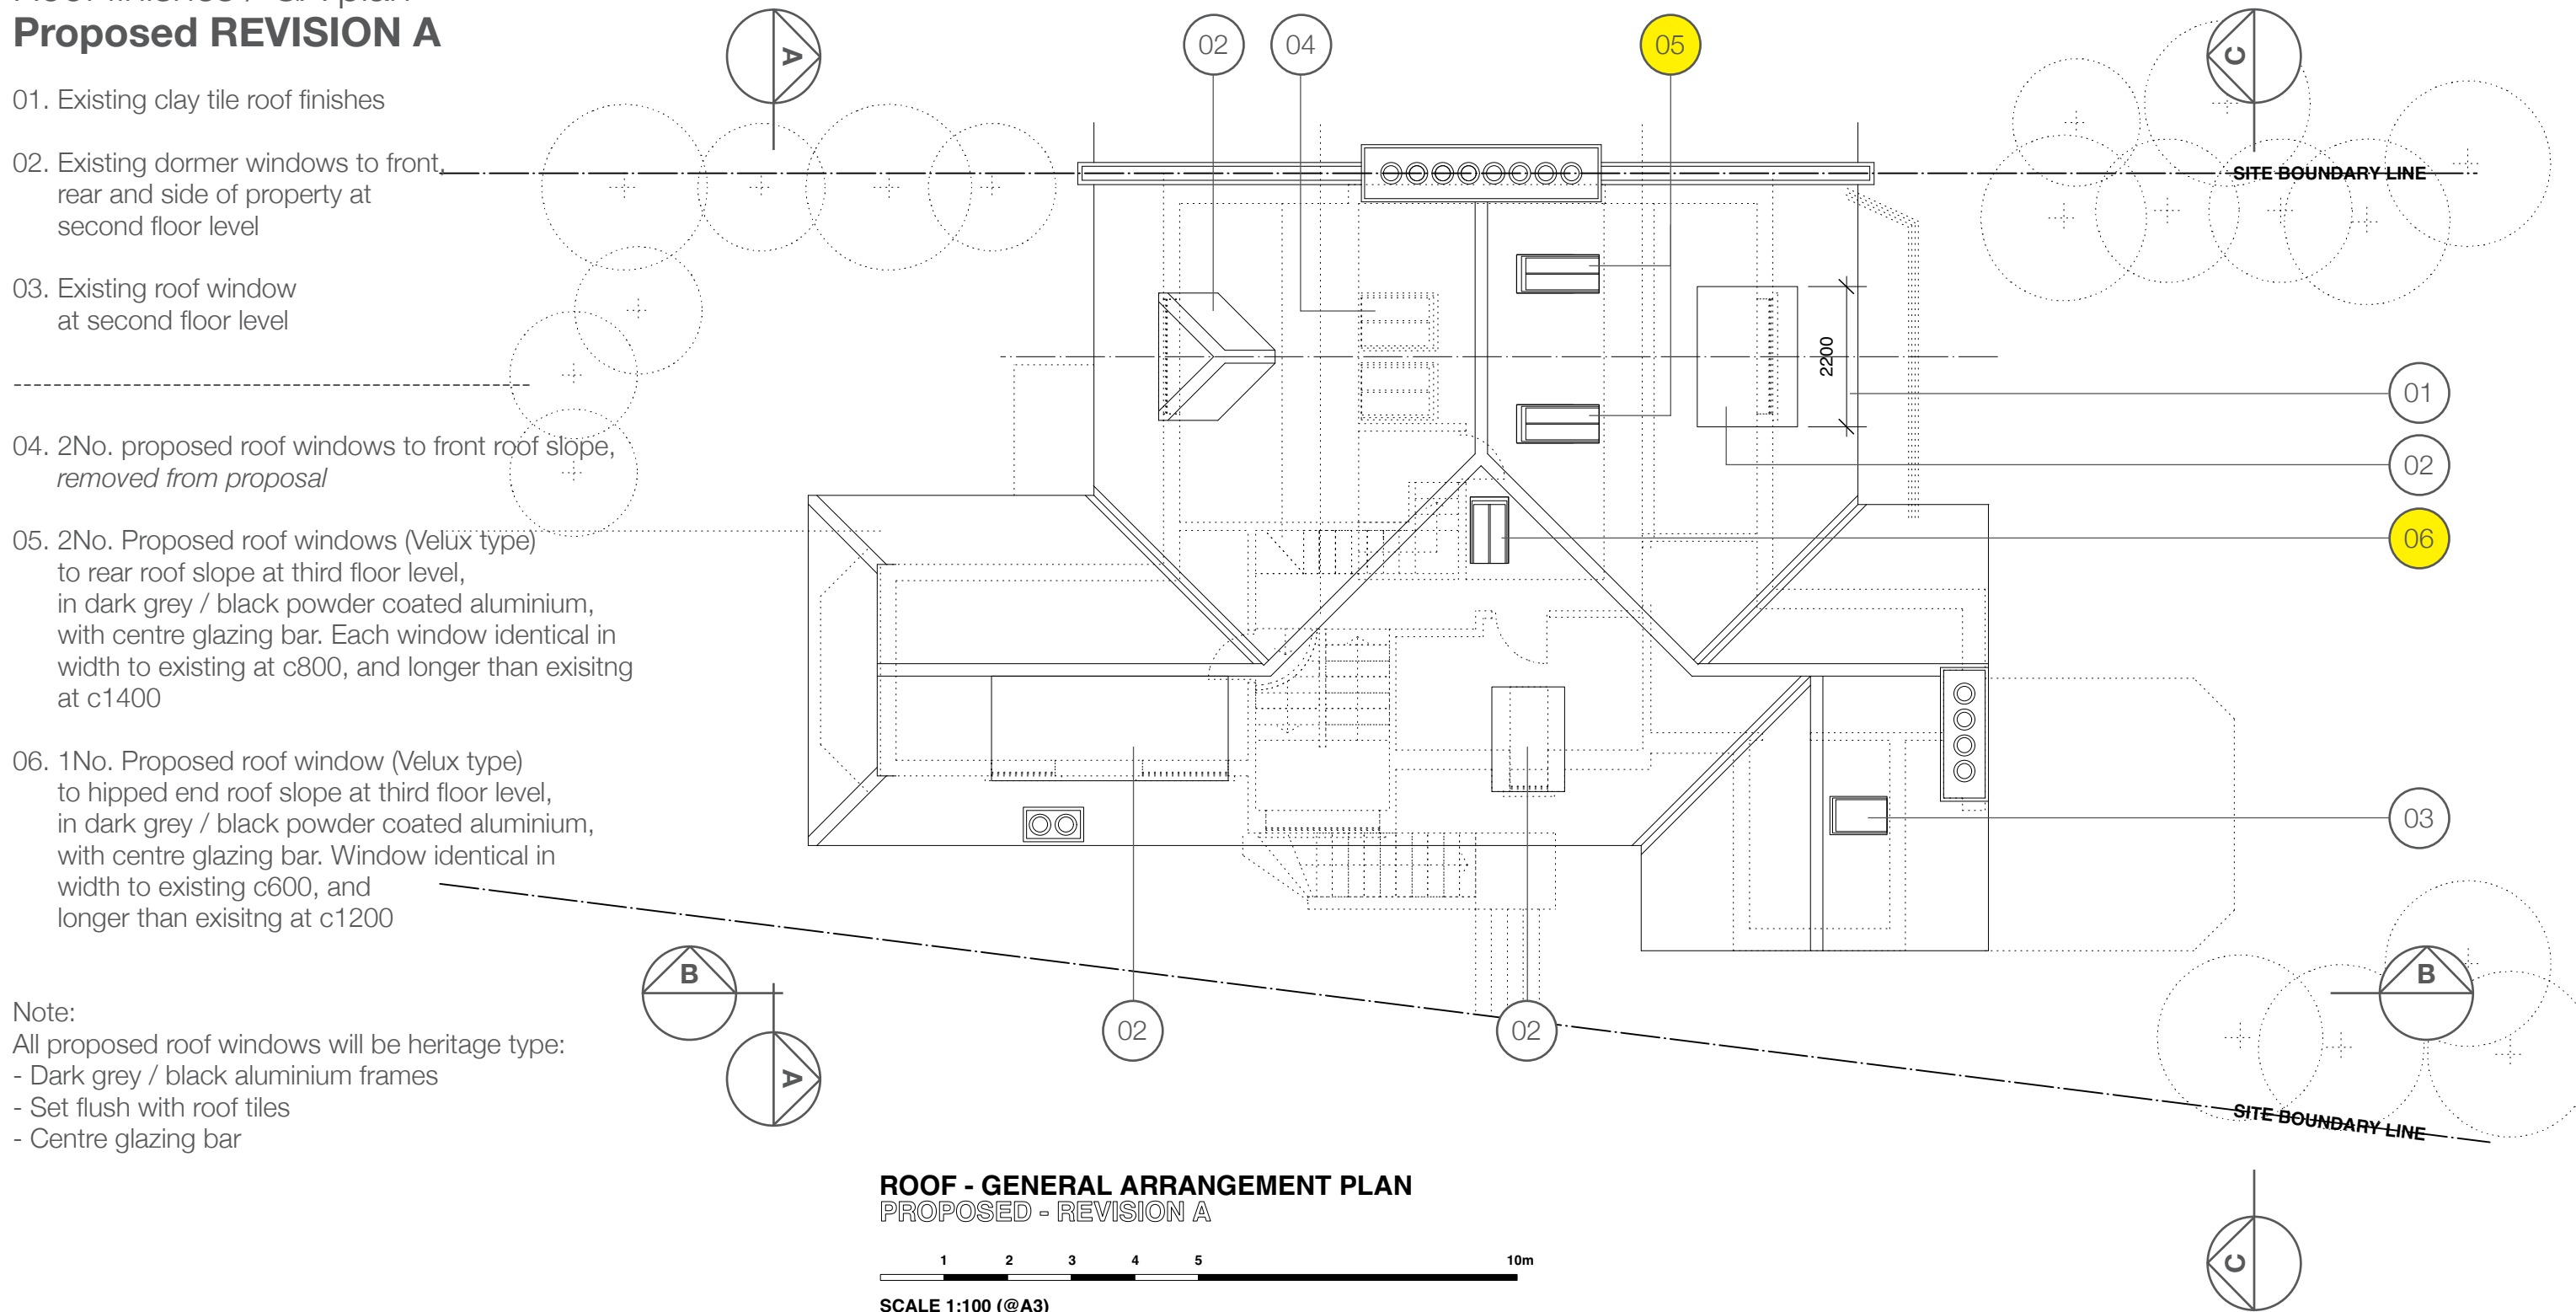 Proposed REVISION A
01. Existing clay tile roof finishes
02. Existing dormer windows to front,
rear and side of property at
second floor level
03. Existing roof window
at second floor level
----------------------------------------------------
04. 2No. proposed roof windows to front roof slope,
removed from proposal
05. 2No. Proposed roof windows (Velux type)
to rear roof slope at third floor level,
in dark grey / black powder coated aluminium,
with centre glazing bar. Each window identical in
width to existing at c800, and longer than exisitng
at c1400
06. 1No. Proposed roof window (Velux type)
to hipped end roof slope at third floor level,
in dark grey / black powder coated aluminium,
with centre glazing bar. Window identical in
width to existing c600, and
longer than exisitng at c1200
Note:
All proposed roof windows will be heritage type:
- Dark grey / black aluminium frames
- Set flush with roof tiles
- Centre glazing bar
A
02
04
05
C
SITE BOUNDARY LINE
2200
01
02
06
03
B
A
02
02
B
SITE BOUNDARY LINE
C
ROOF - GENERAL ARRANGEMENT PLAN
PROPOSED - REVISION A
1 2 3 4 5 10m
SCALE 1:100 (@A3)